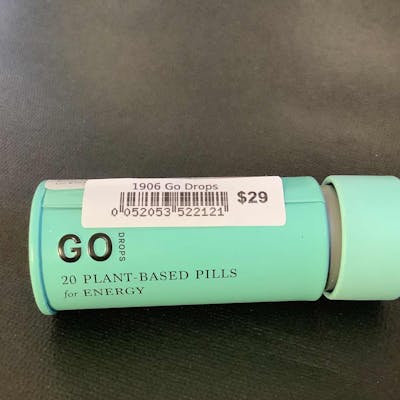 1906 Go Drops
$29
0 052053 522121
GO
DROPS
20 PLANT-BASED PILLS
for ENERGY